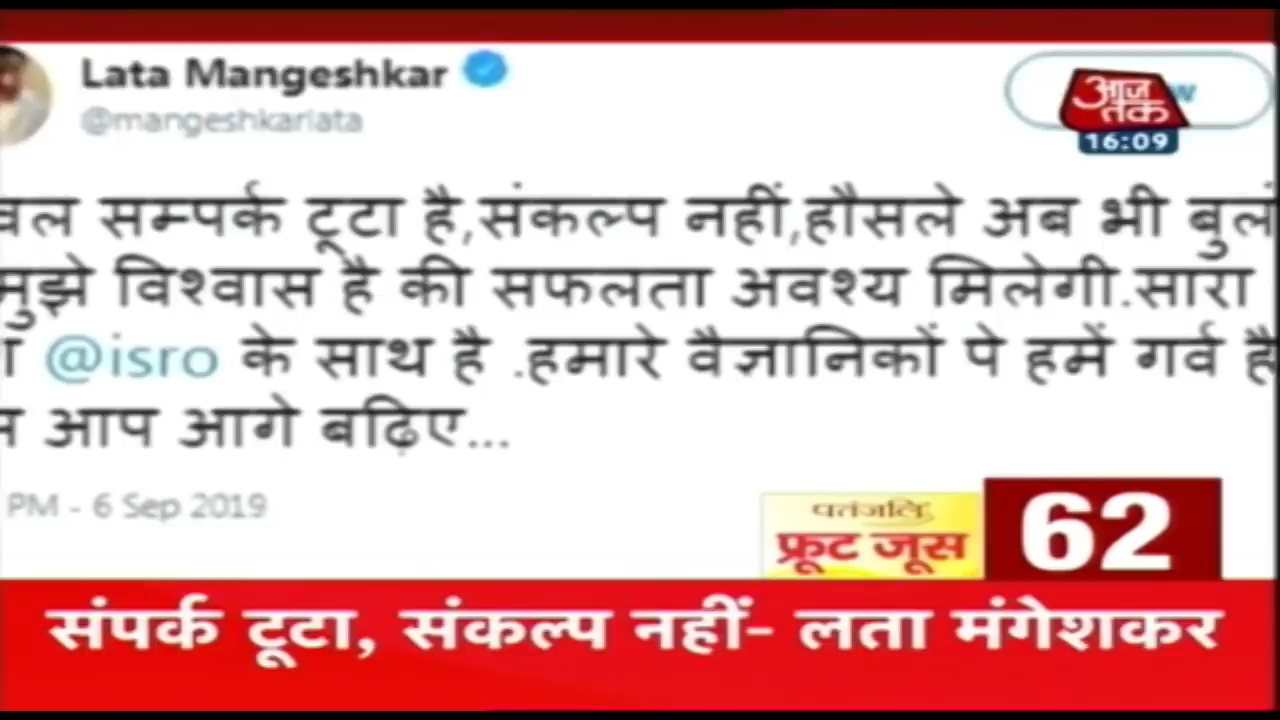 Lata Mangeshkar
@mangeshkarlata
आज तक
16:09
सम्पर्क टूटा है,संकल्प नहीं,हौसले अब भी
मुझे विश्वास है की सफलता अवश्य मिलेगी.सारा
@isro के साथ है .हमारे वैज्ञानिकों पे हमें गर्व है
आप आगे बढ़िए...
PM - 6 Sep 2019
पतंजलि
फ्रूट जूस
62
संपर्क टूटा, संकल्प नहीं- लता मंगेशकर